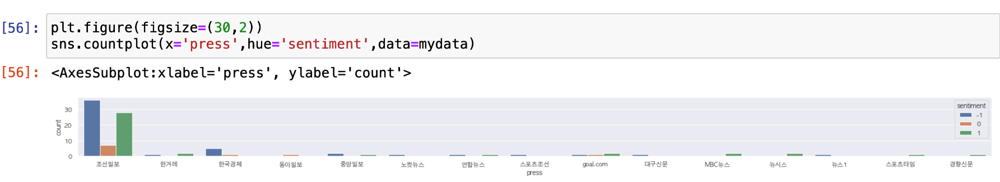 [56]: plt.figure(figsize=(30,2))
sns.countplot(x='press',hue='sentiment',data=mydata)
[56]: <AxesSubplot:xlabel='press', ylabel='count'>
sentiment
-1
0
1
30
20
10
0
count
조선일보 한겨레 한국경제 동아일보 중앙일보 노컷뉴스 연합뉴스 스포츠조선 goal.com 대구신문 MBC뉴스 뉴시스 뉴스1 스포츠타임 경향신문
press